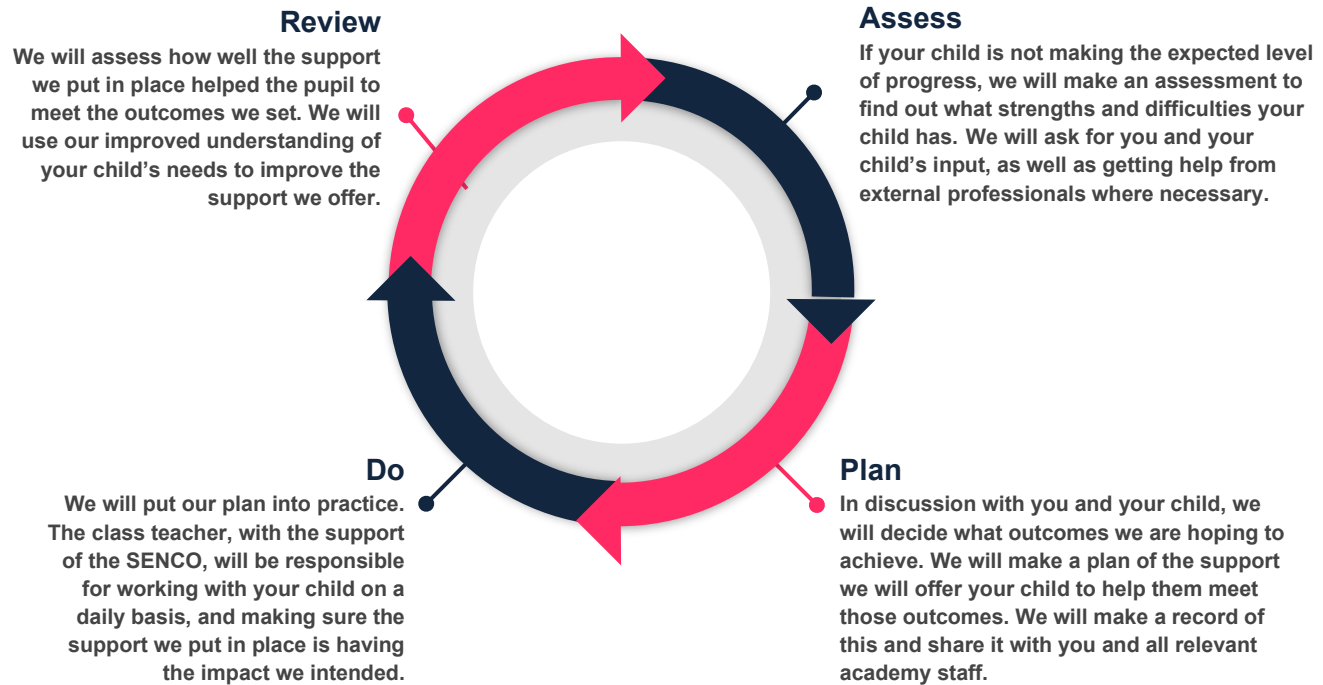 Review
We will assess how well the support
we put in place helped the pupil to
meet the outcomes we set. We will
use our improved understanding of
your child’s needs to improve the
support we offer.
Assess
If your child is not making the expected level
of progress, we will make an assessment to
find out what strengths and difficulties your
child has. We will ask for you and your
child’s input, as well as getting help from
external professionals where necessary.
Do
We will put our plan into practice.
The class teacher, with the support
of the SENCO, will be responsible
for working with your child on a
daily basis, and making sure the
support we put in place is having
the impact we intended.
Plan
In discussion with you and your child, we
will decide what outcomes we are hoping to
achieve. We will make a plan of the support
we will offer your child to help them meet
those outcomes. We will make a record of
this and share it with you and all relevant
academy staff.